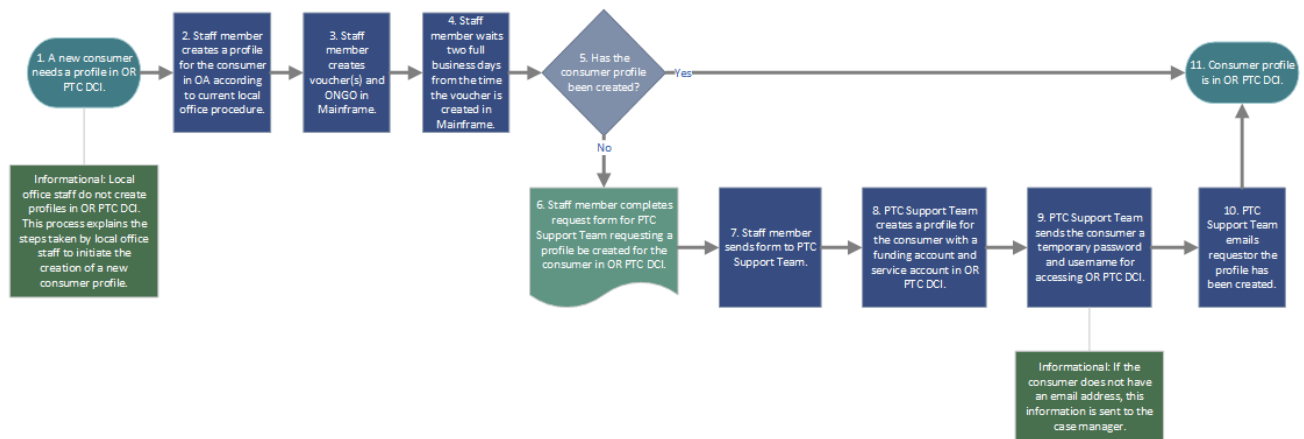 1. A new consumer
needs a profile in OR
PTC DCI.
2. Staff member
creates a profile
for the consumer
in OA according
to current local
office procedure.
3. Staff
member
creates
voucher(s) and
ONGO in
Mainframe.
4. Staff
member waits
two full
business days
from the time
the voucher is
created in
Mainframe.
5. Has the
consumer profile
been created?
Yes
11. Consumer profile
is in OR PTC DCI.
No
Informational: Local
office staff do not create
profiles in OR PTC DCI.
This process explains the
steps taken by local office
staff to initiate the
creation of a new
consumer profile.
6. Staff member completes
request form for PTC
Support Team requesting a
profile be created for the
consumer in OR PTC DCI.
7. Staff member
sends form to PTC
Support Team.
8. PTC Support Team
creates a profile for
the consumer with a
funding account and
service account in OR
PTC DCI.
9. PTC Support Team
sends the consumer a
temporary password
and username for
accessing OR PTC DCI.
10. PTC
Support Team
emails
requestor the
profile has
been created.
Informational: If the
consumer does not have
an email address, this
information is sent to the
case manager.